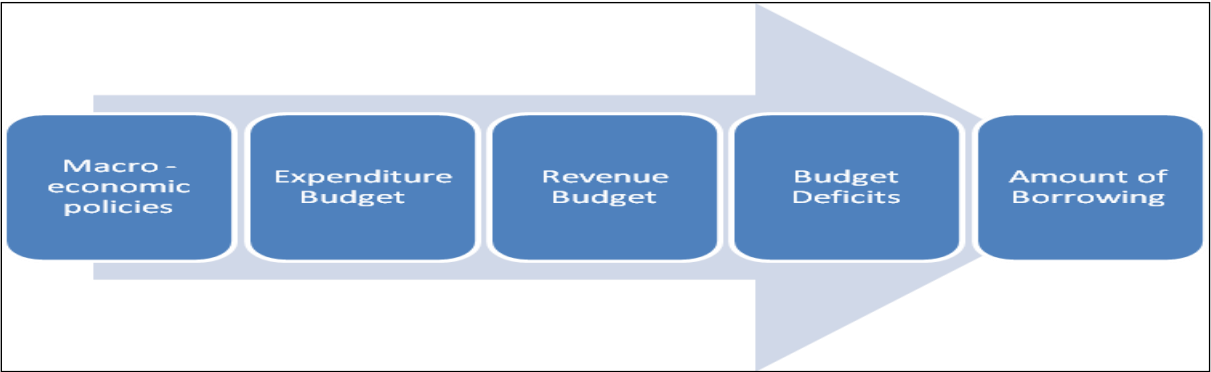 Macro -
economic
policies
Expenditure
Budget
Revenue
Budget
Budget
Deficits
Amount of
Borrowing